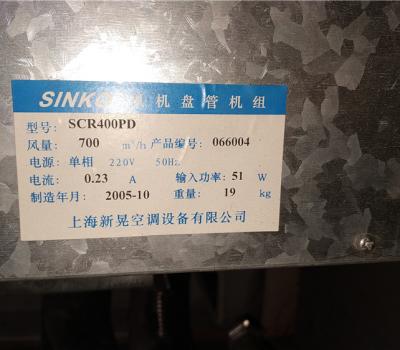 SINKO 机盘管机组
型号: SCR400PD
风量: 700 m³/h 产品编号: 066004
电源: 单相 220V 50Hz
电流: 0.23 A 输入功率: 51 W
制造年月: 2005-10 重量: 19 kg
上海新晃空调设备有限公司